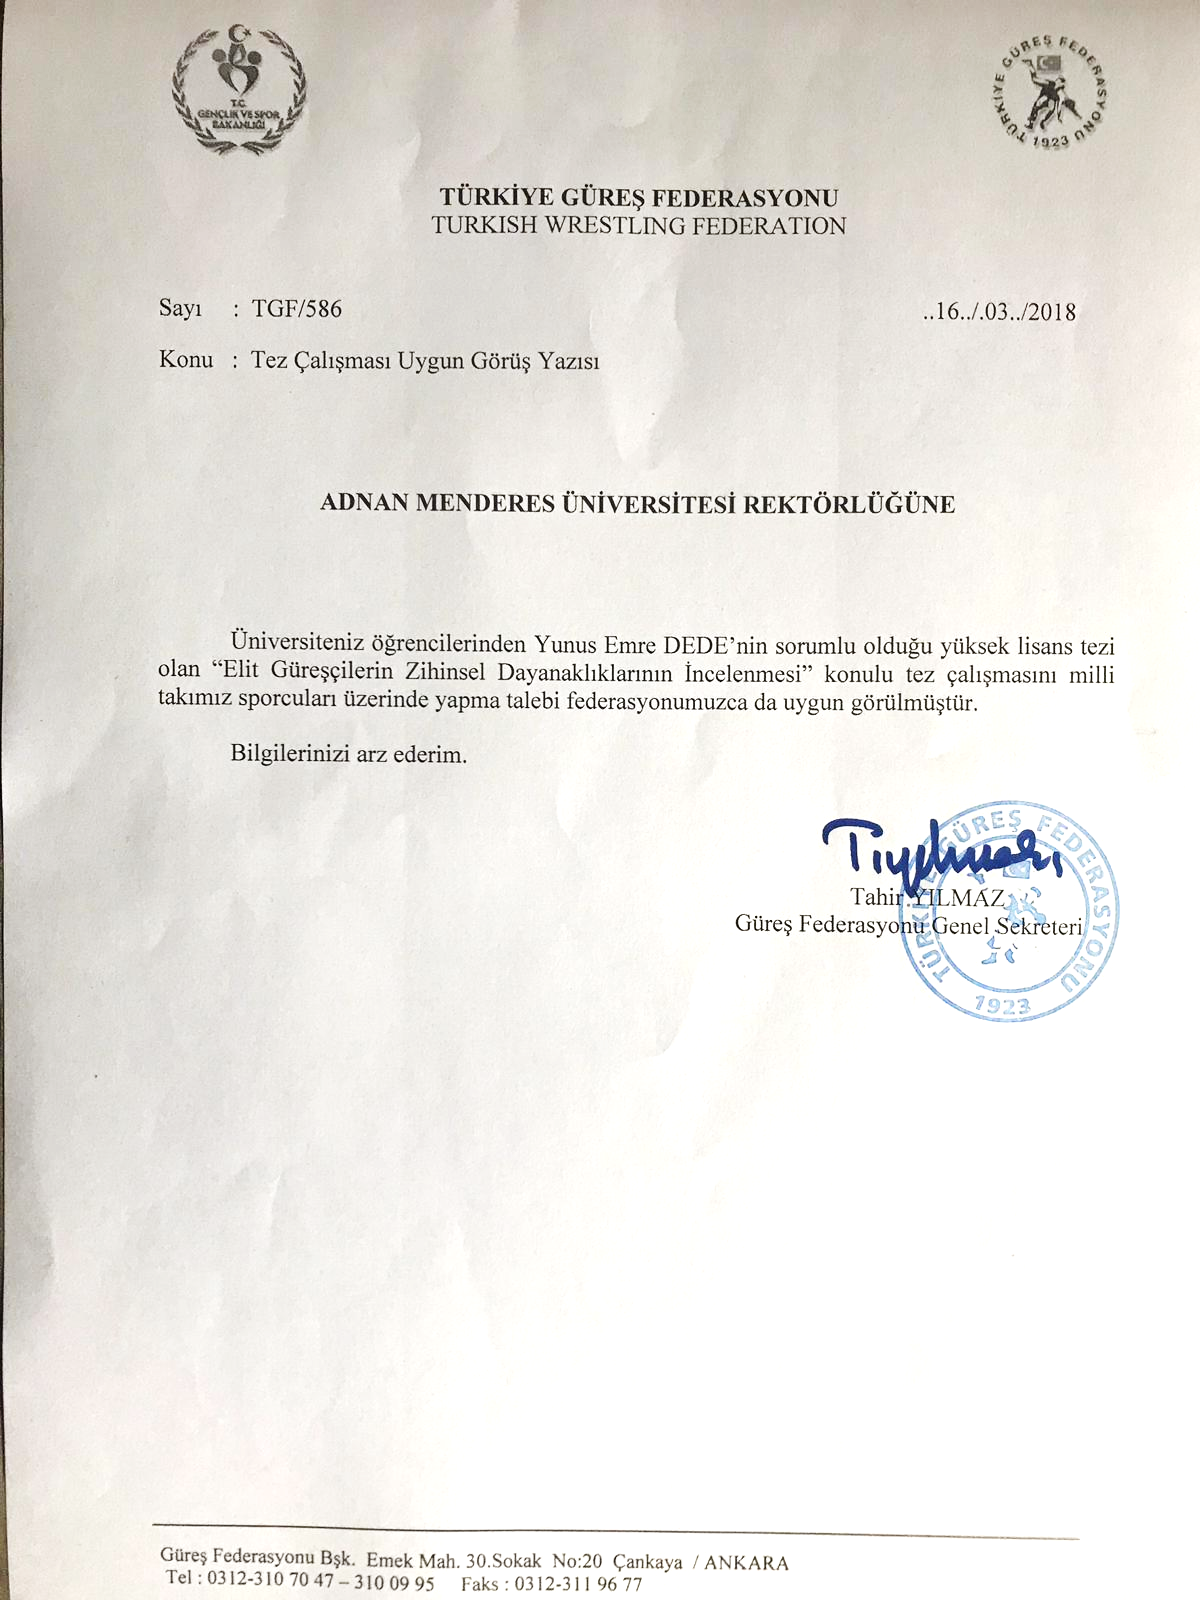 T.C.
GENÇLİK VE SPOR
BAKANLIĞI
TÜRKİYE GÜREŞ FEDERASYONU
1923
TÜRKİYE GÜREŞ FEDERASYONU
TURKISH WRESTLING FEDERATION
Sayı : TGF/586
..16../.03../2018
Konu : Tez Çalışması Uygun Görüş Yazısı
ADNAN MENDERES ÜNİVERSİTESİ REKTÖRLÜĞÜNE
Üniversiteniz öğrencilerinden Yunus Emre DEDE’nin sorumlu olduğu yüksek lisans tezi
olan “Elit Güreşçilerin Zihinsel Dayanaklıklarının İncelenmesi” konulu tez çalışmasını milli
takımız sporcuları üzerinde yapma talebi federasyonumuzca da uygun görülmüştür.
Bilgilerinizi arz ederim.
Tahir YILMAZ
Güreş Federasyonu Genel Sekreteri
TÜRKİYE GÜREŞ FEDERASYONU
1923
Güreş Federasyonu Bşk. Emek Mah. 30.Sokak No:20 Çankaya / ANKARA
Tel : 0312-310 70 47 – 310 09 95 Faks : 0312-311 96 77